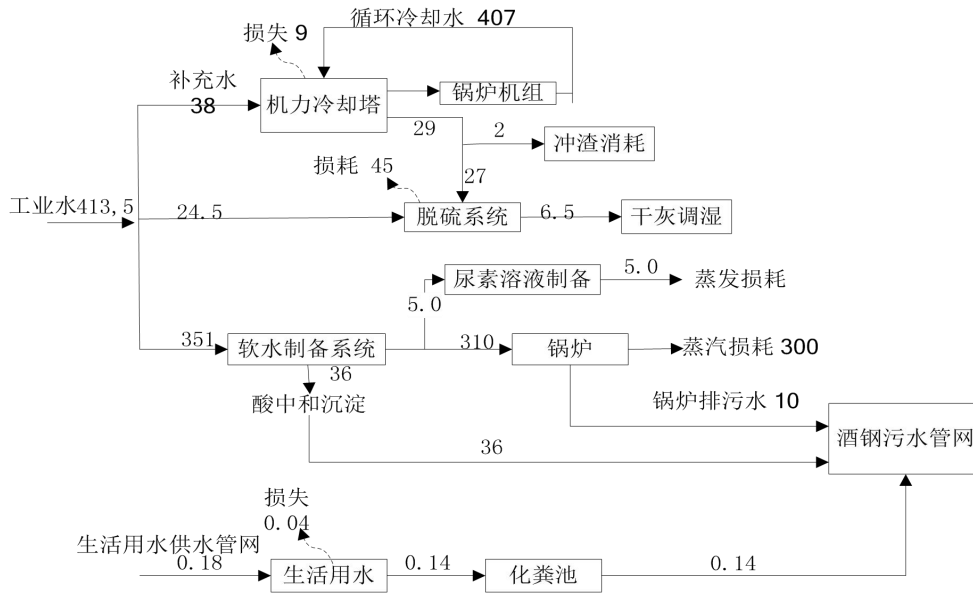 循环冷却水 407
损失 9
补充水
38
机力冷却塔
锅炉机组
29
2
冲渣消耗
损耗 45
27
工业水413,5
24.5
脱硫系统
6.5
干灰调湿
尿素溶液制备
5.0
蒸发损耗
5.0
351
软水制备系统
310
锅炉
蒸汽损耗 300
36
酸中和沉淀
锅炉排污水 10
酒钢污水管网
36
损失
0.04
生活用水供水管网
0.18
生活用水
0.14
化粪池
0.14